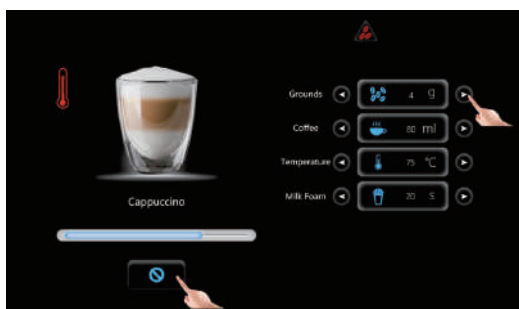 Grounds 4 g
Coffee 80 ml
Temperature 75 °C
Milk Foam 20 s
Cappuccino